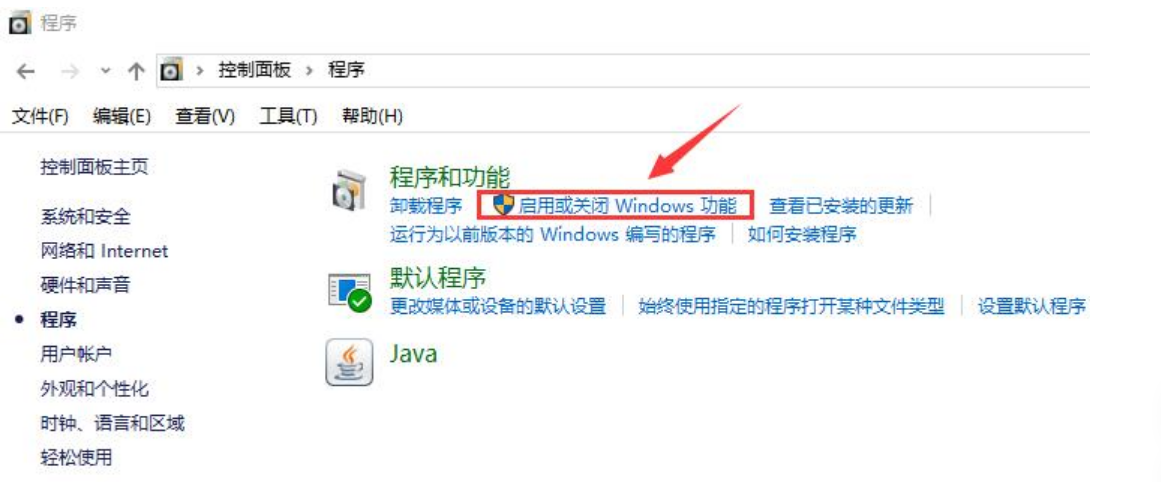 程序
控制面板 › 程序
文件(F) 编辑(E) 查看(V) 工具(T) 帮助(H)
控制面板主页
系统和安全
网络和 Internet
硬件和声音
程序
用户帐户
外观和个性化
时钟、语言和区域
轻松使用
程序和功能
卸载程序 启用或关闭 Windows 功能 查看已安装的更新
运行为以前版本的 Windows 编写的程序 如何安装程序
默认程序
更改媒体或设备的默认设置 始终使用指定的程序打开某种文件类型 设置默认程序
Java